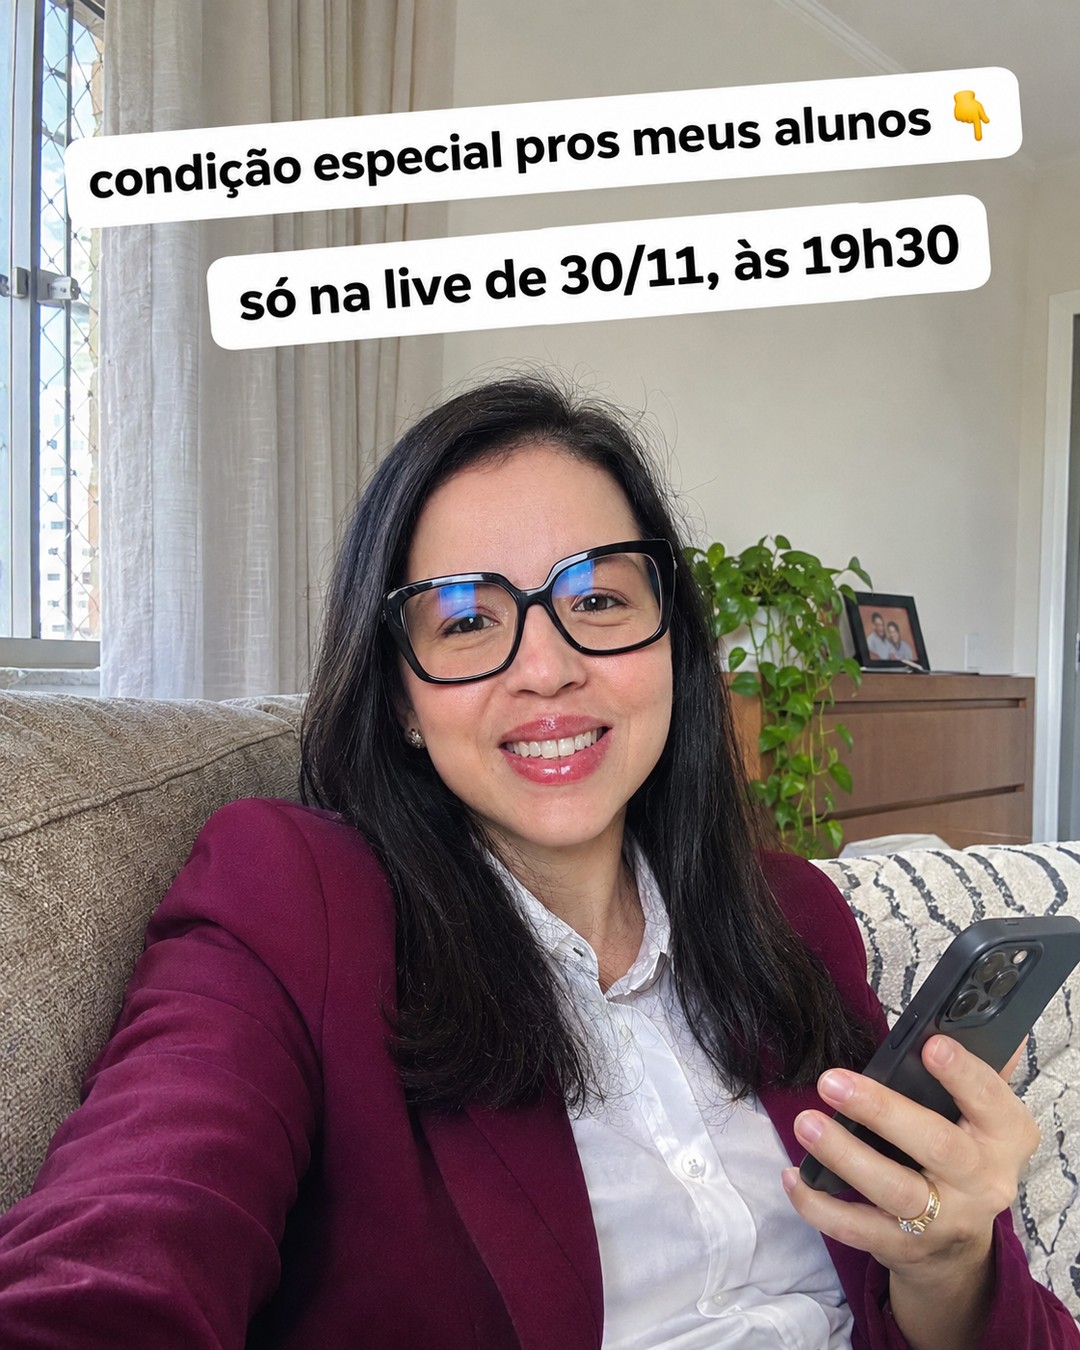 condição especial pros meus alunos 👇
só na live de 30/11, às 19h30